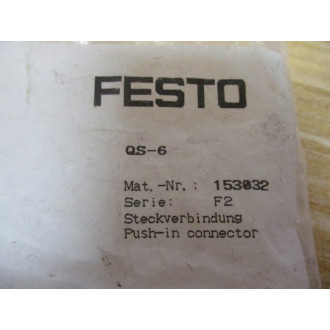 FESTO
QS-6
Mat.-Nr.: 153032
Serie: F2
Steckverbindung
Push-in connector